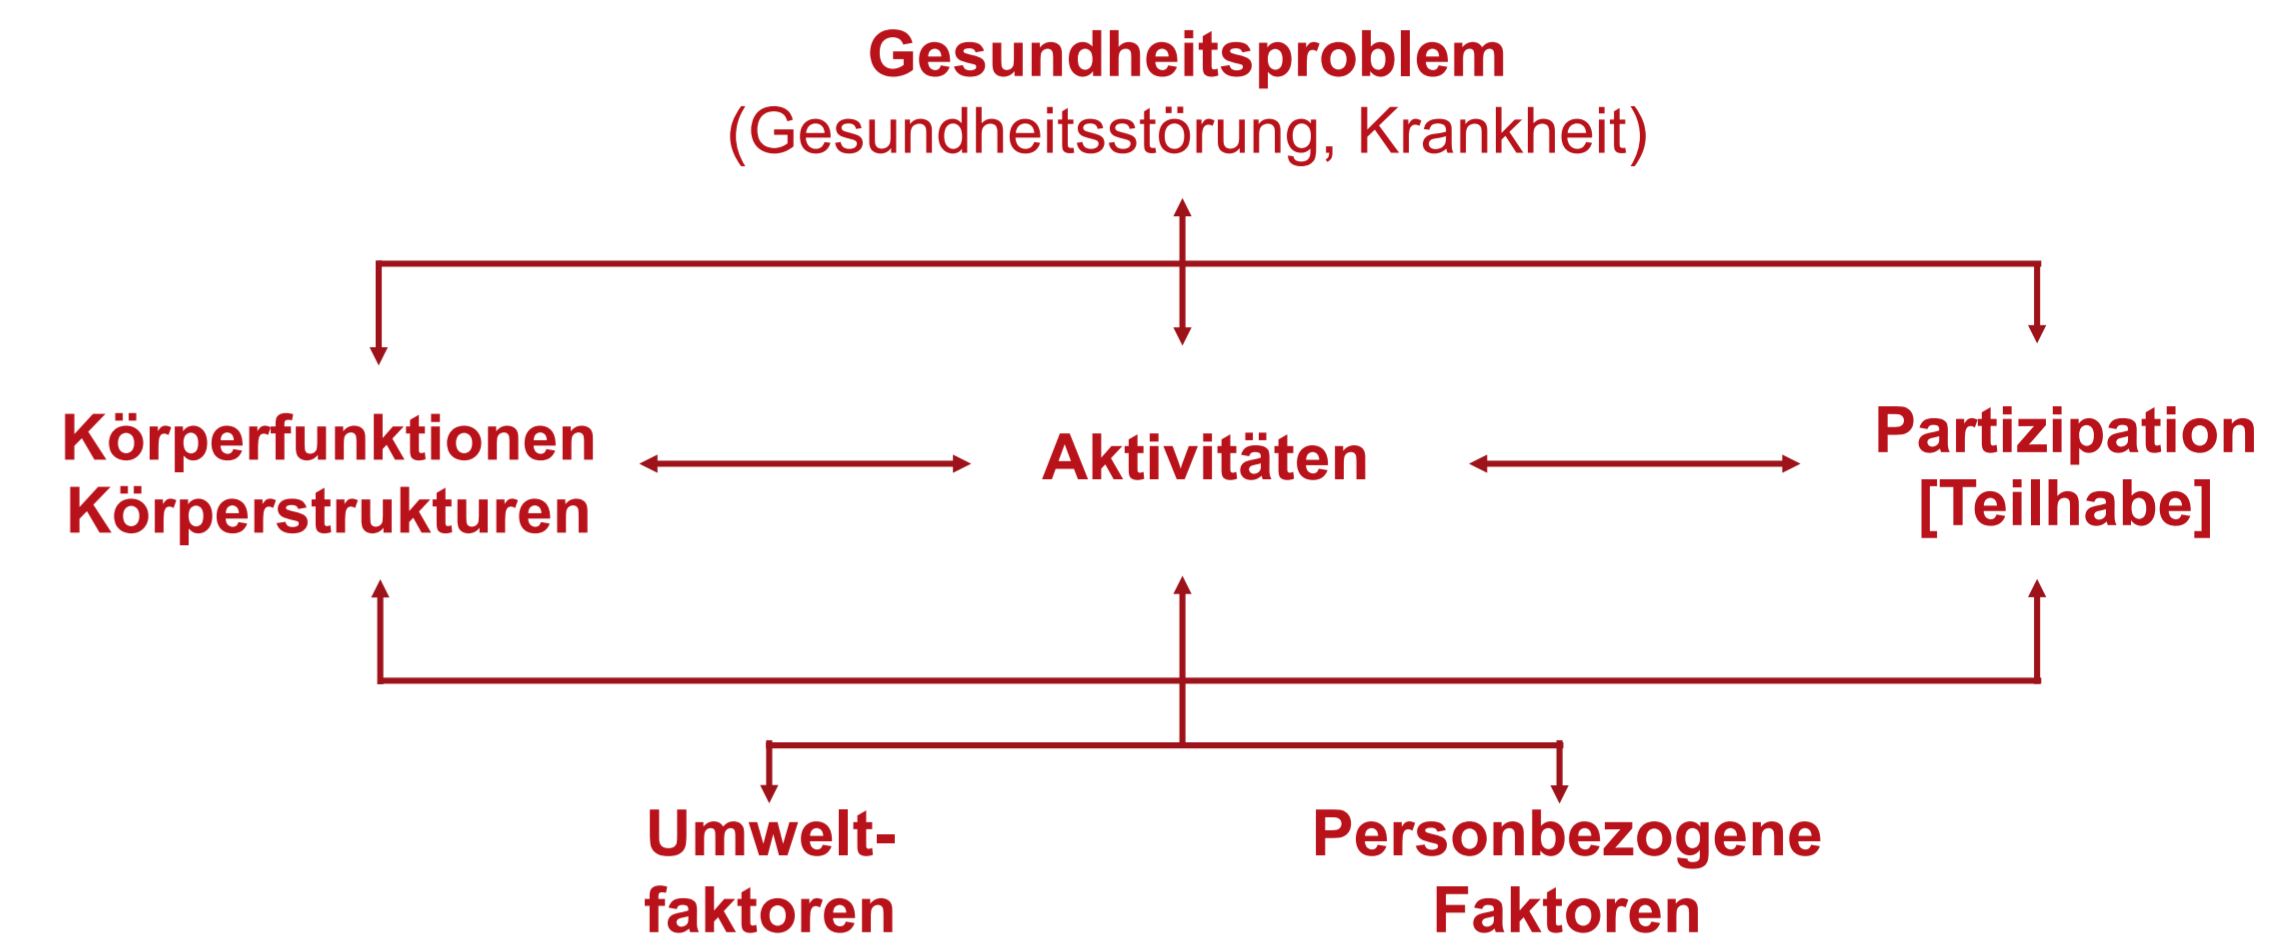 Gesundheitsproblem
(Gesundheitsstörung, Krankheit)
Körperfunktionen
Körperstrukturen
Aktivitäten
Partizipation
[Teilhabe]
Umwelt-
faktoren
Personbezogene
Faktoren